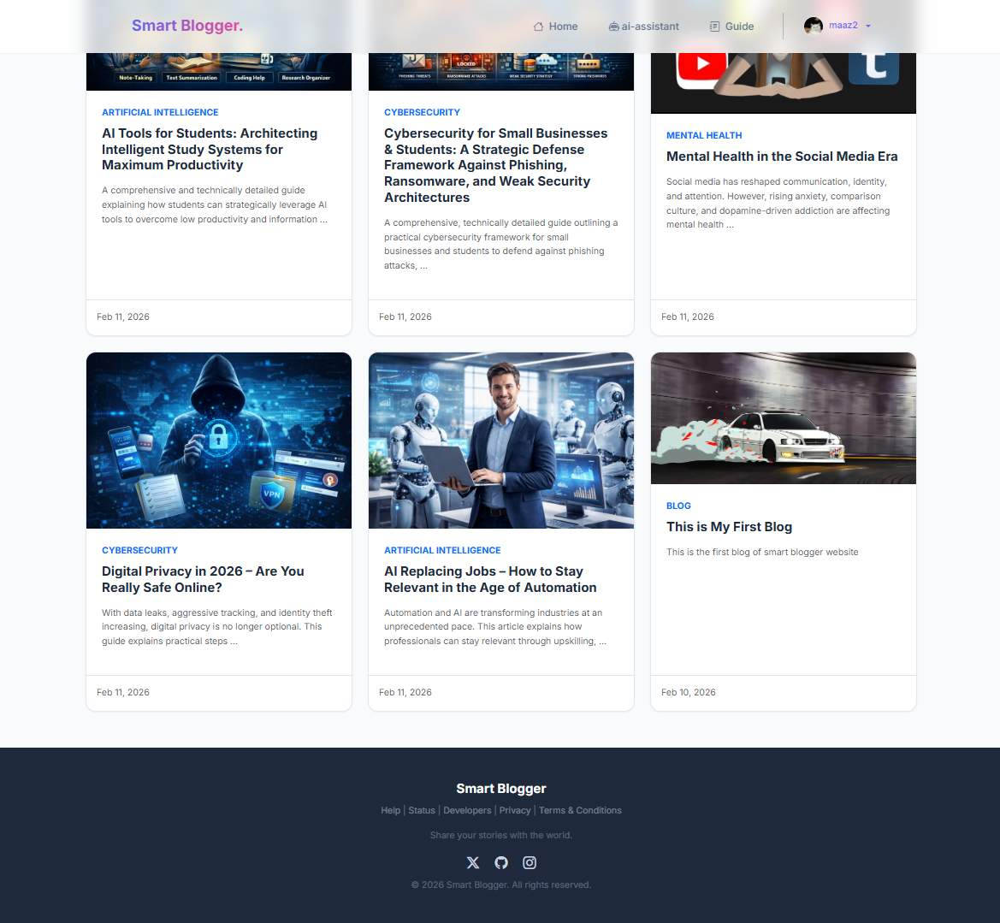 Smart Blogger.
Home
ai-assistant
Guide
maaz2
Note-Taking
Text Summarization
Coding Help
Research Organizer
LOCKED
PHISHING THREATS
RANSOMWARE ATTACKS
WEAK SECURITY STRATEGY
STRONG PASSWORDS
t
ARTIFICIAL INTELLIGENCE
AI Tools for Students: Architecting
Intelligent Study Systems for
Maximum Productivity
A comprehensive and technically detailed guide
explaining how students can strategically leverage AI
tools to overcome low productivity and information ...
Feb 11, 2026
CYBERSECURITY
Cybersecurity for Small Businesses
& Students: A Strategic Defense
Framework Against Phishing,
Ransomware, and Weak Security
Architectures
A comprehensive, technically detailed guide outlining a
practical cybersecurity framework for small
businesses and students to defend against phishing
attacks, ...
Feb 11, 2026
MENTAL HEALTH
Mental Health in the Social Media Era
Social media has reshaped communication, identity,
and attention. However, rising anxiety, comparison
culture, and dopamine-driven addiction are affecting
mental health ...
Feb 11, 2026
VPN
CYBERSECURITY
Digital Privacy in 2026 – Are You
Really Safe Online?
With data leaks, aggressive tracking, and identity theft
increasing, digital privacy is no longer optional. This
guide explains practical steps ...
Feb 11, 2026
ARTIFICIAL INTELLIGENCE
AI Replacing Jobs – How to Stay
Relevant in the Age of Automation
Automation and AI are transforming industries at an
unprecedented pace. This article explains how
professionals can stay relevant through upskilling, ...
Feb 11, 2026
BLOG
This is My First Blog
This is the first blog of smart blogger website
Feb 10, 2026
Smart Blogger
Help | Status | Developers | Privacy | Terms & Conditions
Share your stories with the world.
© 2026 Smart Blogger. All rights reserved.